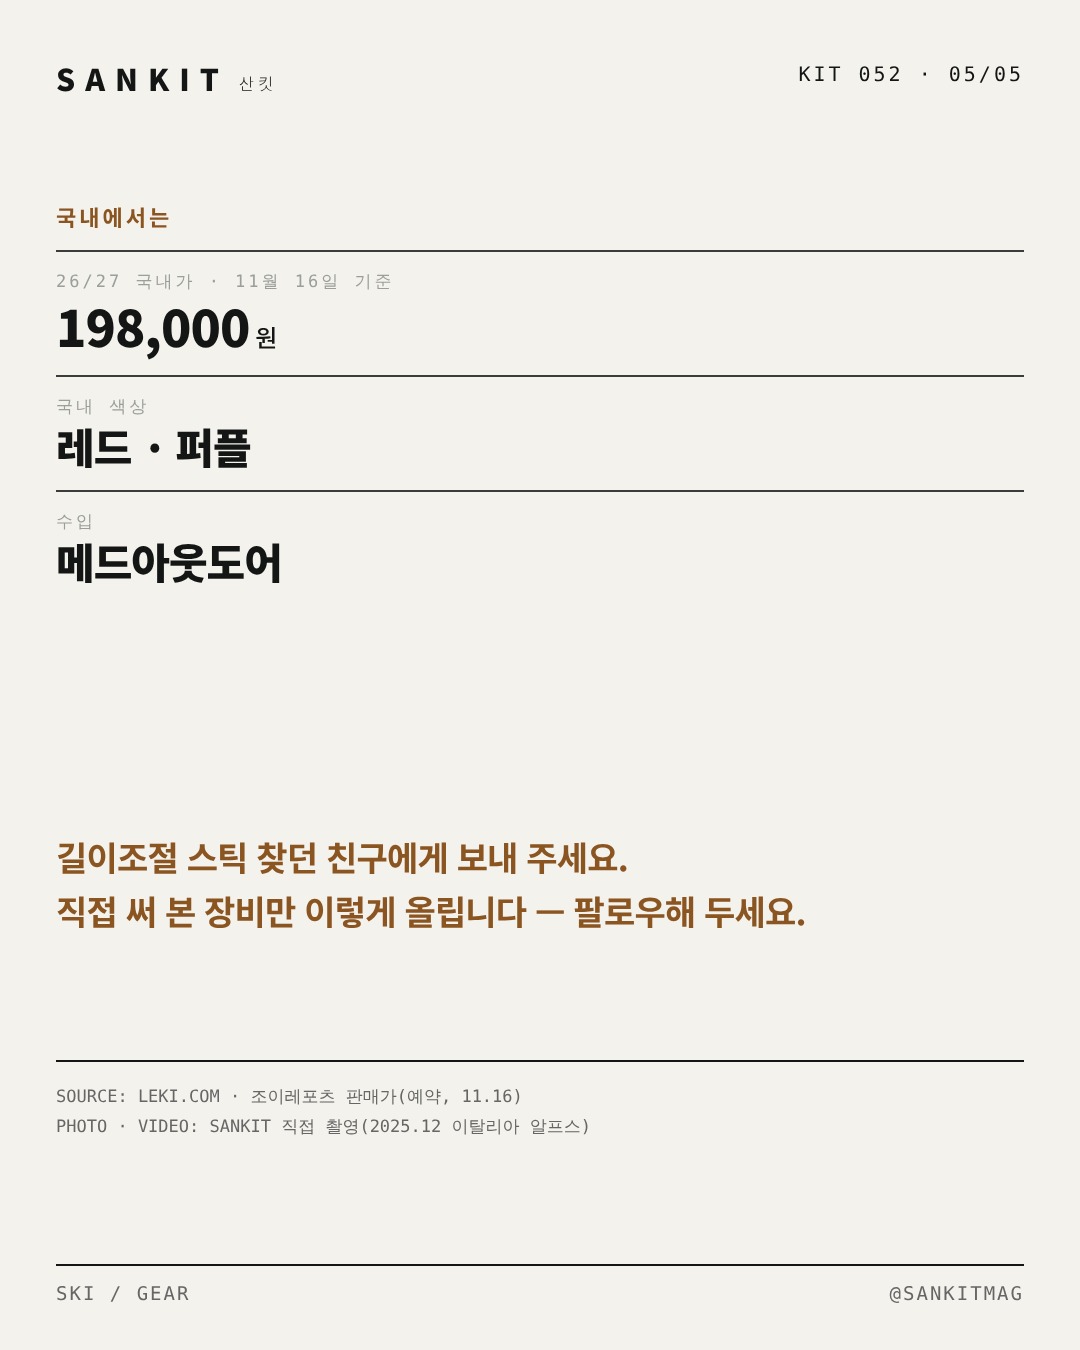 SANKIT 산킷
KIT 052 · 05/05
국내에서는
26/27 국내가 · 11월 16일 기준
198,000 원
국내 색상
레드 · 퍼플
수입
메드아웃도어
길이조절 스틱 찾던 친구에게 보내 주세요.
직접 써 본 장비만 이렇게 올립니다 — 팔로우해 두세요.
SOURCE: LEKI.COM · 조이레포츠 판매가(예약, 11.16)
PHOTO · VIDEO: SANKIT 직접 촬영(2025.12 이탈리아 알프스)
SKI / GEAR
@SANKITMAG